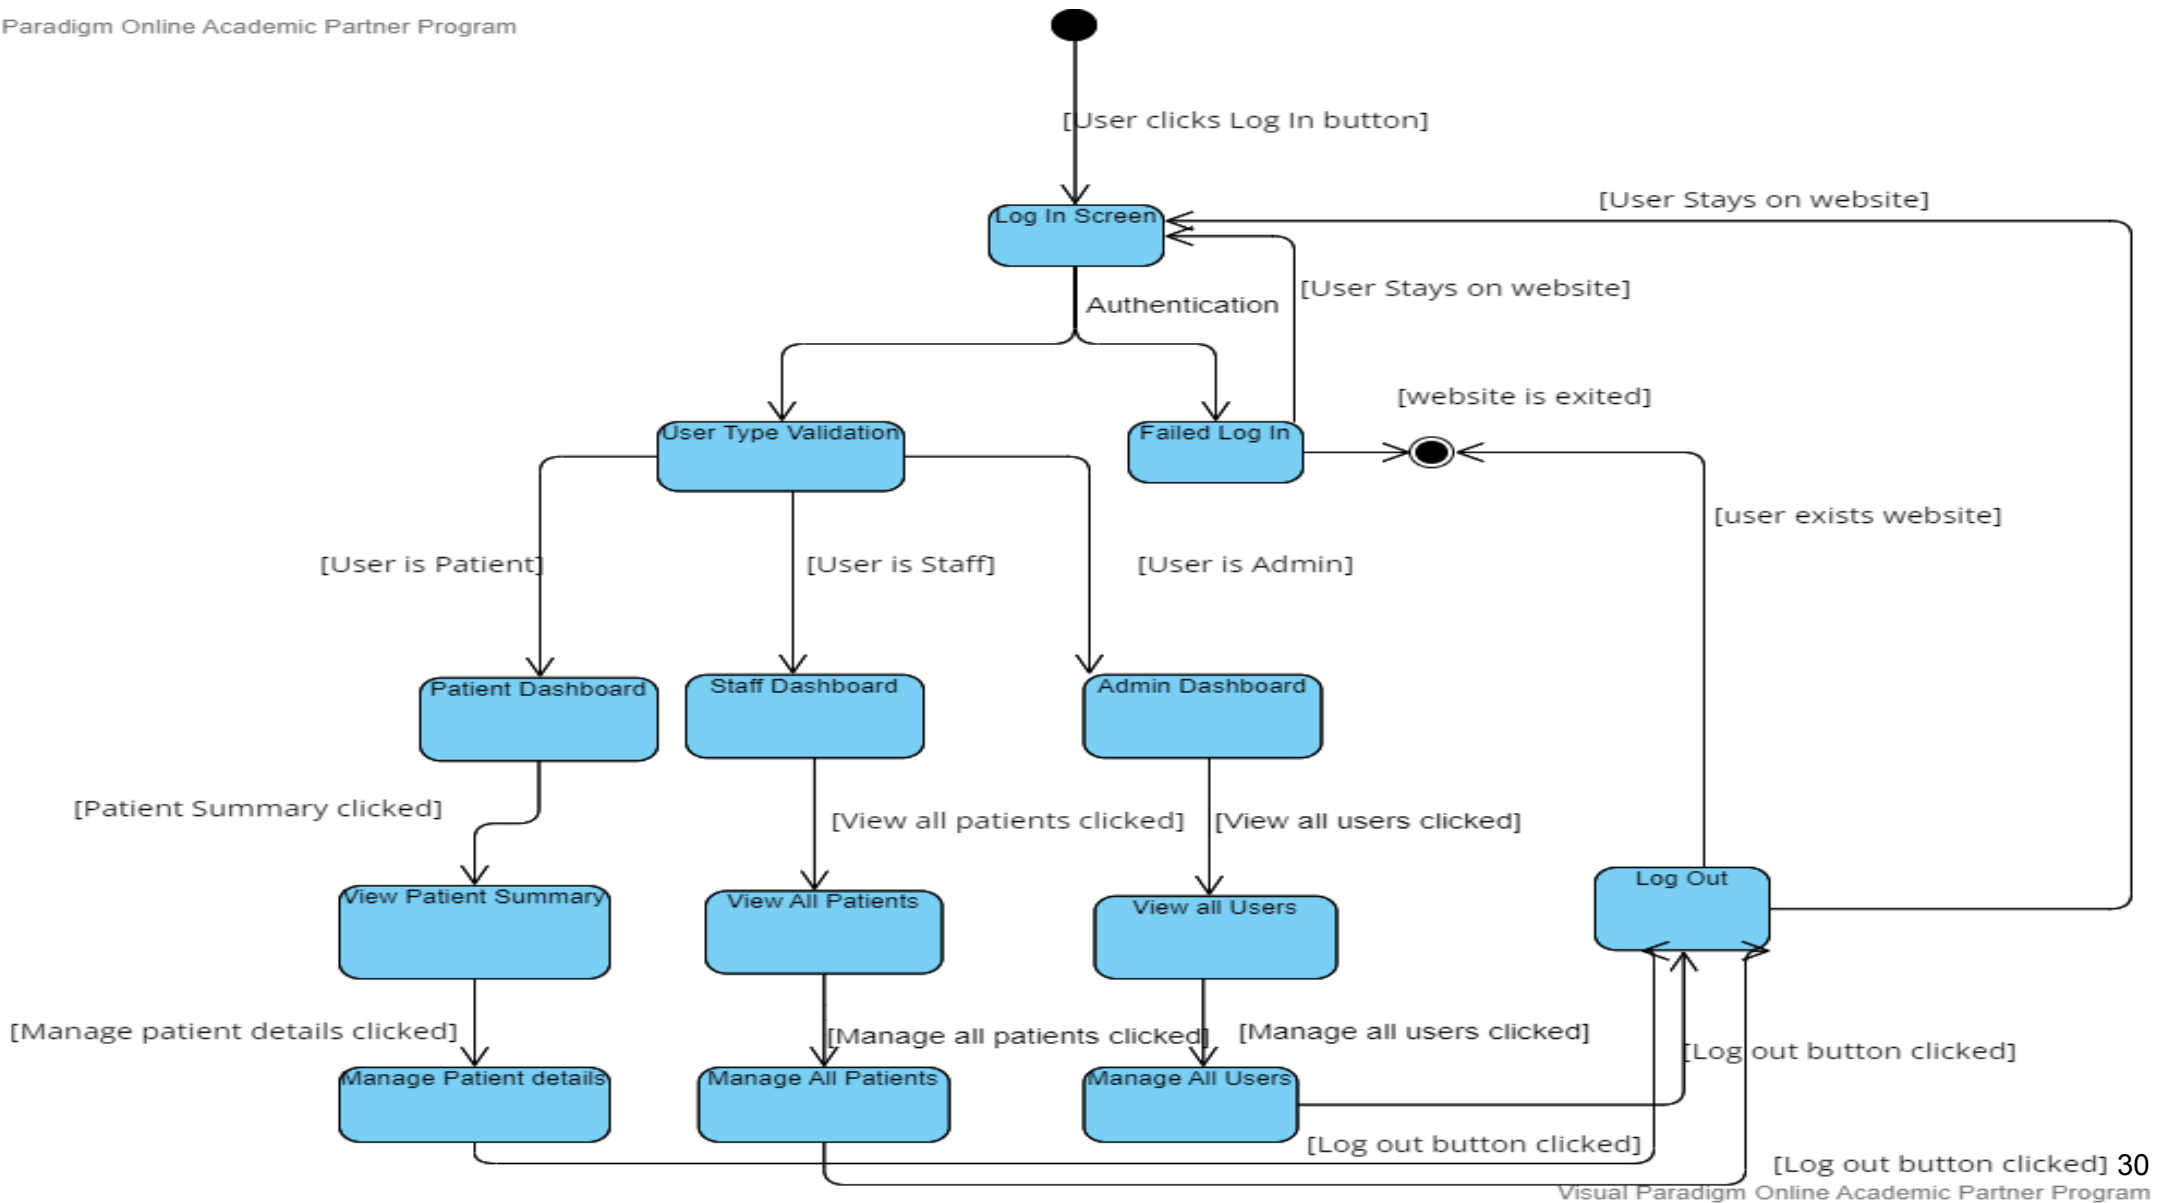 Paradigm Online Academic Partner Program
[User clicks Log In button]
[User Stays on website]
Log In Screen
[User Stays on website]
Authentication
[website is exited]
User Type Validation
Failed Log In
[user exists website]
[User is Patient]
[User is Staff]
[User is Admin]
Patient Dashboard
Staff Dashboard
Admin Dashboard
[Patient Summary clicked]
[View all patients clicked]
[View all users clicked]
Log Out
View Patient Summary
View All Patients
View all Users
[Manage patient details clicked]
[Manage all patients clicked]
[Manage all users clicked]
[Log out button clicked]
Manage Patient details
Manage All Patients
Manage All Users
[Log out button clicked]
[Log out button clicked]
30
Visual Paradigm Online Academic Partner Program